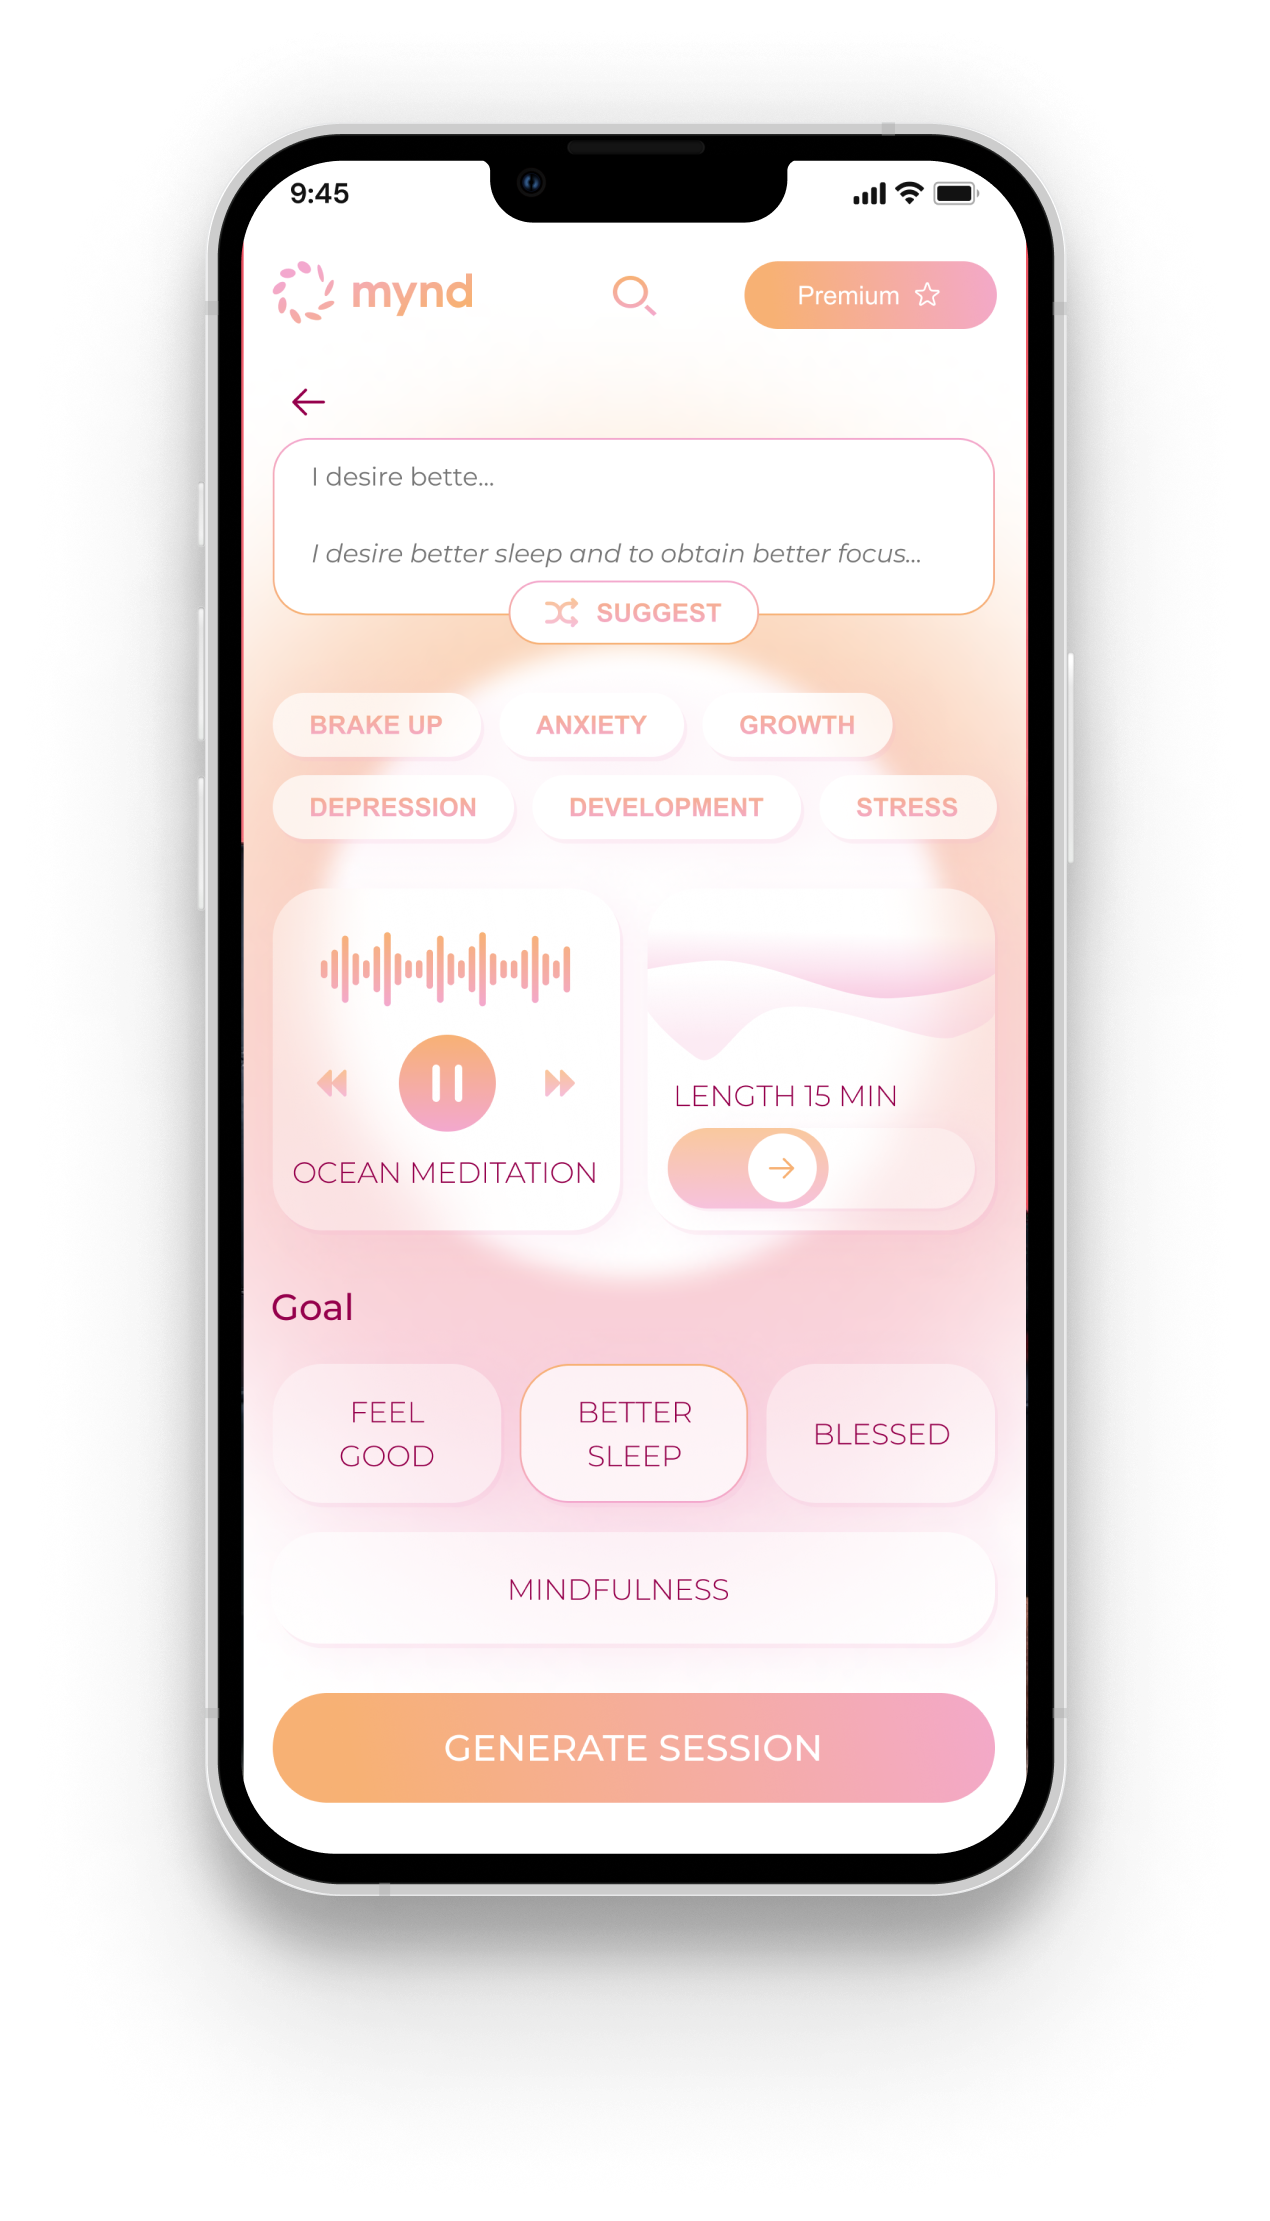 9:45
mynd
Premium
I desire bette...
I desire better sleep and to obtain better focus...
SUGGEST
BRAKE UP ANXIETY GROWTH
DEPRESSION DEVELOPMENT STRESS
OCEAN MEDITATION
LENGTH 15 MIN
Goal
FEEL
GOOD
BETTER
SLEEP
BLESSED
MINDFULNESS
GENERATE SESSION